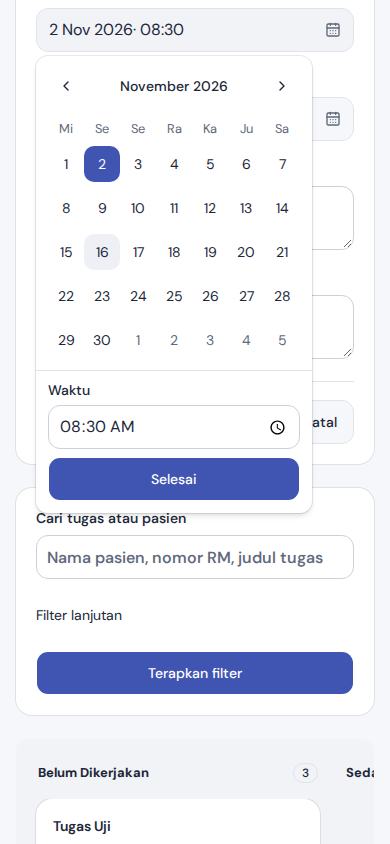 2 Nov 2026· 08:30
November 2026
Mi Se Se Ra Ka Ju Sa
1 2 3 4 5 6 7
8 9 10 11 12 13 14
15 16 17 18 19 20 21
22 23 24 25 26 27 28
29 30 1 2 3 4 5
Waktu
08:30 AM
atal
Selesai
Cari tugas atau pasien
Nama pasien, nomor RM, judul tugas
Filter lanjutan
Terapkan filter
Belum Dikerjakan 3 Seda
Tugas Uji